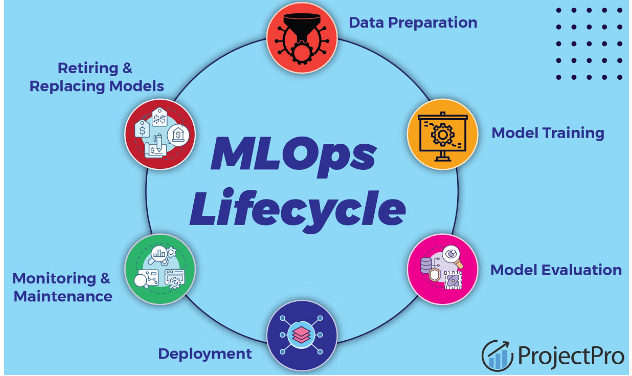 Data Preparation
Retiring &
Replacing Models
Model Training
MLOps
Lifecycle
Model Evaluation
Monitoring &
Maintenance
Deployment
ProjectPro